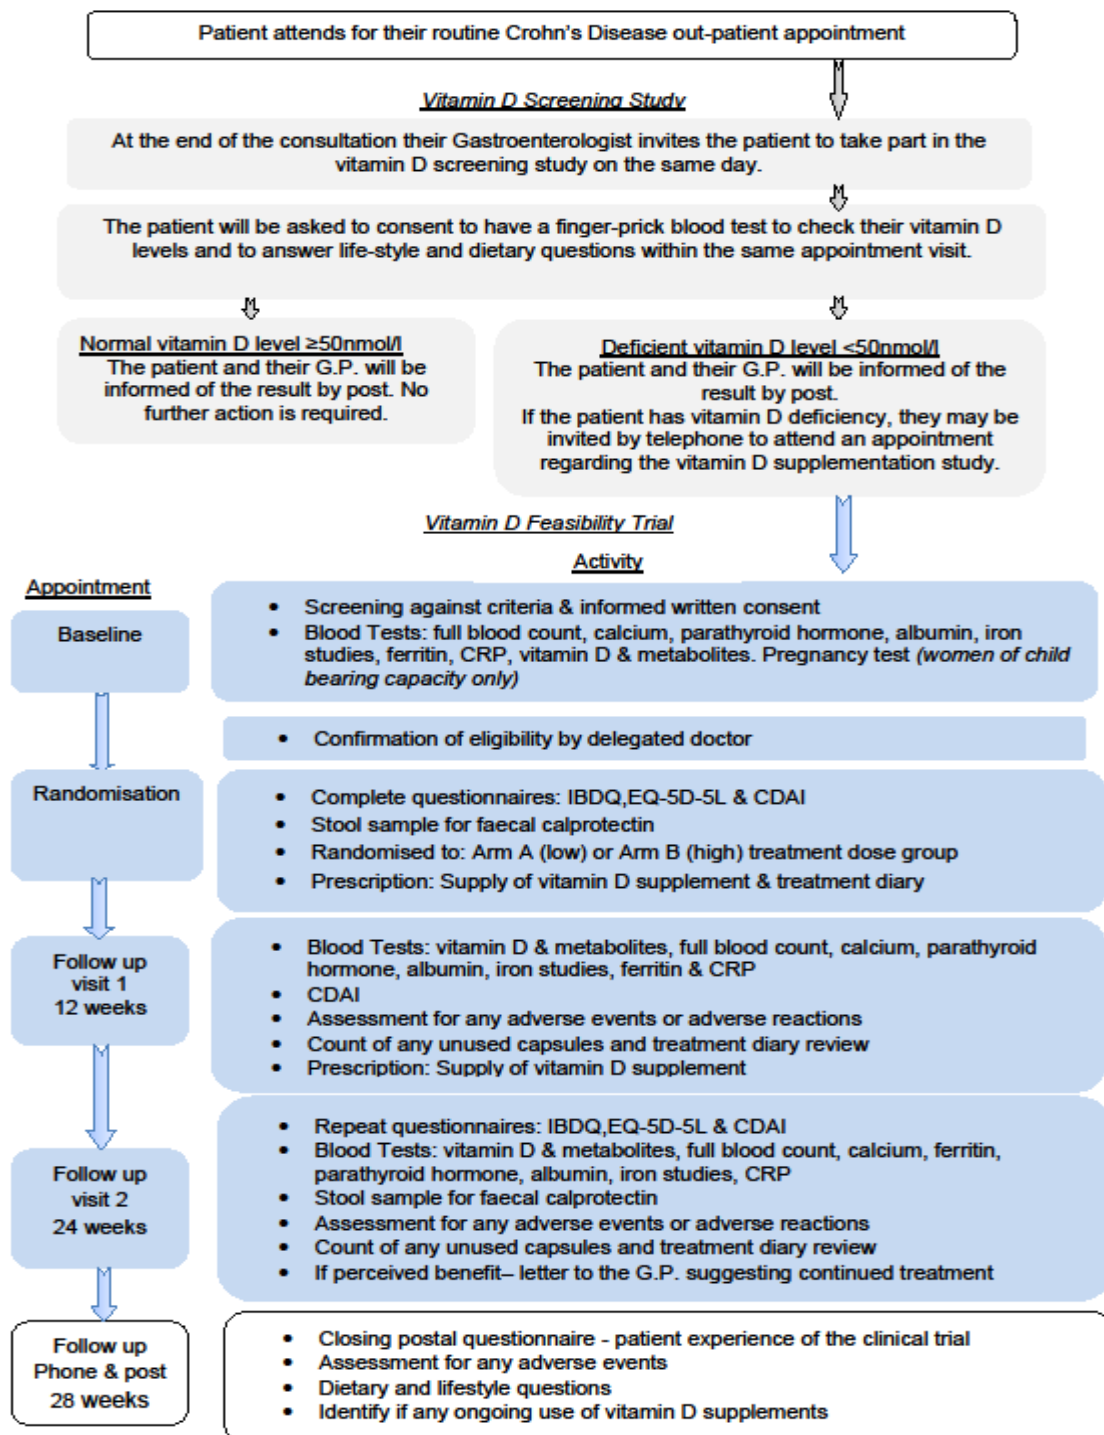 Patient attends for their routine Crohn's Disease out-patient appointment
Vitamin D Screening Study
At the end of the consultation their Gastroenterologist invites the patient to take part in the
vitamin D screening study on the same day.
The patient will be asked to consent to have a finger-prick blood test to check their vitamin D
levels and to answer life-style and dietary questions within the same appointment visit.
Normal vitamin D level ≥50nmol/l
The patient and their G.P. will be
informed of the result by post. No
further action is required.
Deficient vitamin D level <50nmol/l
The patient and their G.P. will be informed of the
result by post.
If the patient has vitamin D deficiency, they may be
invited by telephone to attend an appointment
regarding the vitamin D supplementation study.
Vitamin D Feasibility Trial
Activity
Appointment
Baseline
• Screening against criteria & informed written consent
• Blood Tests: full blood count, calcium, parathyroid hormone, albumin, iron
studies, ferritin, CRP, vitamin D & metabolites. Pregnancy test (women of child
bearing capacity only)
• Confirmation of eligibility by delegated doctor
Randomisation
• Complete questionnaires: IBDQ,EQ-5D-5L & CDAI
• Stool sample for faecal calprotectin
• Randomised to: Arm A (low) or Arm B (high) treatment dose group
• Prescription: Supply of vitamin D supplement & treatment diary
Follow up
visit 1
12 weeks
• Blood Tests: vitamin D & metabolites, full blood count, calcium, parathyroid
hormone, albumin, iron studies, ferritin & CRP
• CDAI
• Assessment for any adverse events or adverse reactions
• Count of any unused capsules and treatment diary review
• Prescription: Supply of vitamin D supplement
Follow up
visit 2
24 weeks
• Repeat questionnaires: IBDQ,EQ-5D-5L & CDAI
• Blood Tests: vitamin D & metabolites, full blood count, calcium, ferritin,
parathyroid hormone, albumin, iron studies, CRP
• Stool sample for faecal calprotectin
• Assessment for any adverse events or adverse reactions
• Count of any unused capsules and treatment diary review
• If perceived benefit– letter to the G.P. suggesting continued treatment
Follow up
Phone & post
28 weeks
• Closing postal questionnaire - patient experience of the clinical trial
• Assessment for any adverse events
• Dietary and lifestyle questions
• Identify if any ongoing use of vitamin D supplements